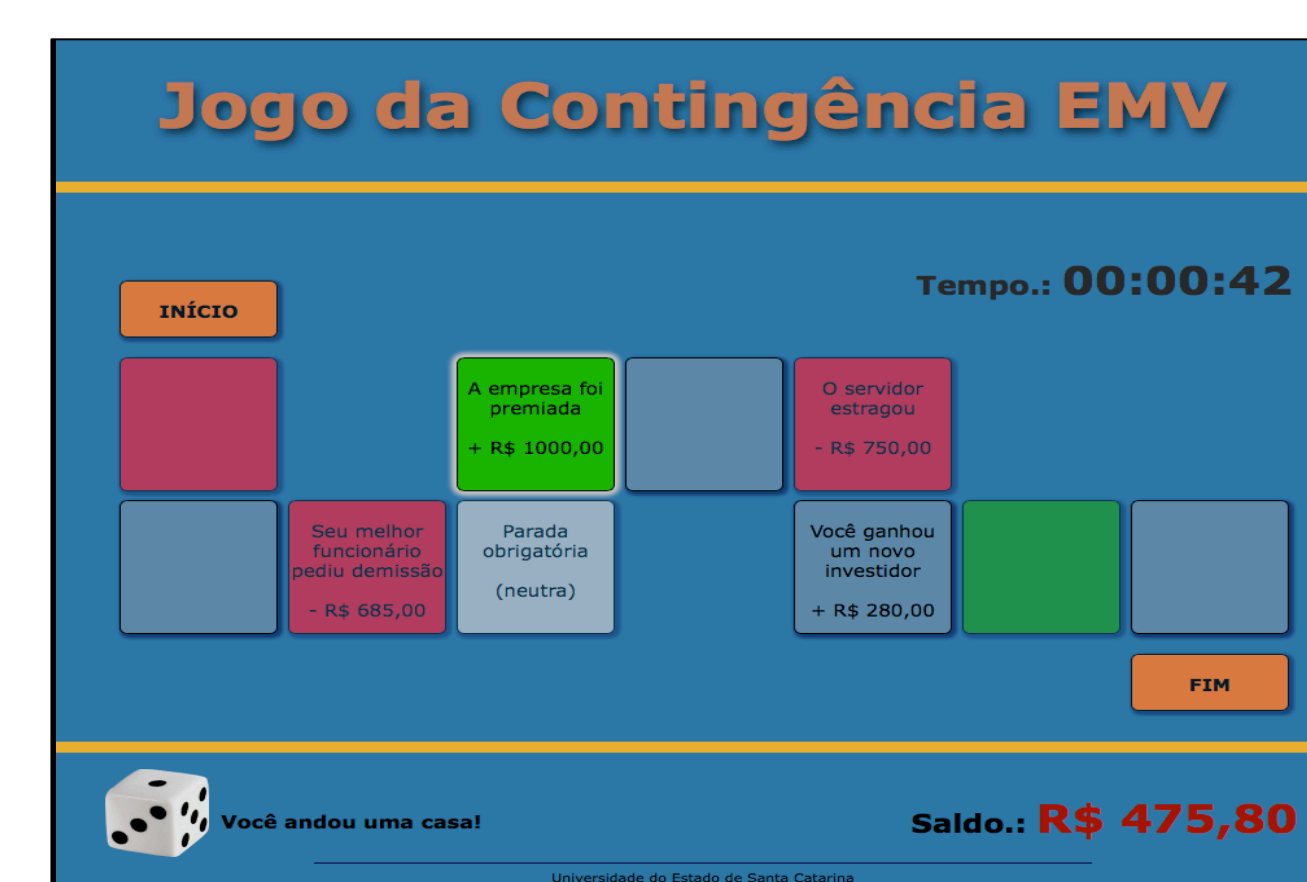 Jogo da Contingência EMV
Tempo.: 00:00:42
INÍCIO
A empresa foi
premiada
+ R$ 1000,00
O servidor
estragou
- R$ 750,00
Seu melhor
funcionário
pediu demissão
- R$ 685,00
Parada
obrigatória
(neutra)
Você ganhou
um novo
investidor
+ R$ 280,00
FIM
Você andou uma casa!
Saldo.: R$ 475,80
Universidade do Estado de Santa Catarina